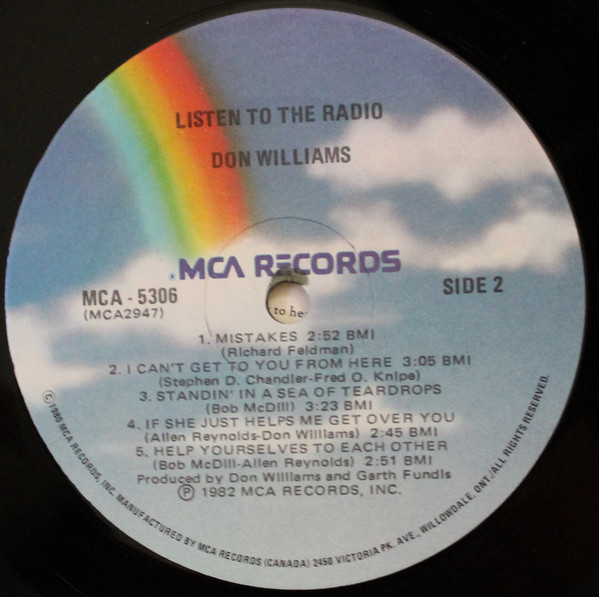 LISTEN TO THE RADIO
DON WILLIAMS
MCA RECORDS
MCA - 5306
(MCA2947)
SIDE 2
to he
1. MISTAKES 2:52 BMI
(Richard Feldman)
2. I CAN'T GET TO YOU FROM HERE 3:05 BMI
(Stephen D. Chandler-Fred O. Knipe)
3. STANDIN' IN A SEA OF TEARDROPS
(Bob McDill) 3:23 BMI
4. IF SHE JUST HELPS ME GET OVER YOU
(Allen Reynolds-Don Williams) 2:45 BMI
5. HELP YOURSELVES TO EACH OTHER
(Bob McDill-Allen Reynolds) 2:51 BMI
Produced by Don Williams and Garth Fundis
Ⓟ 1982 MCA RECORDS, INC.
© 1980 MCA RECORDS, INC. MANUFACTURED BY MCA RECORDS (CANADA) 2450 VICTORIA PK. AVE., WILLOWDALE, ONT./ALL RIGHTS RESERVED.